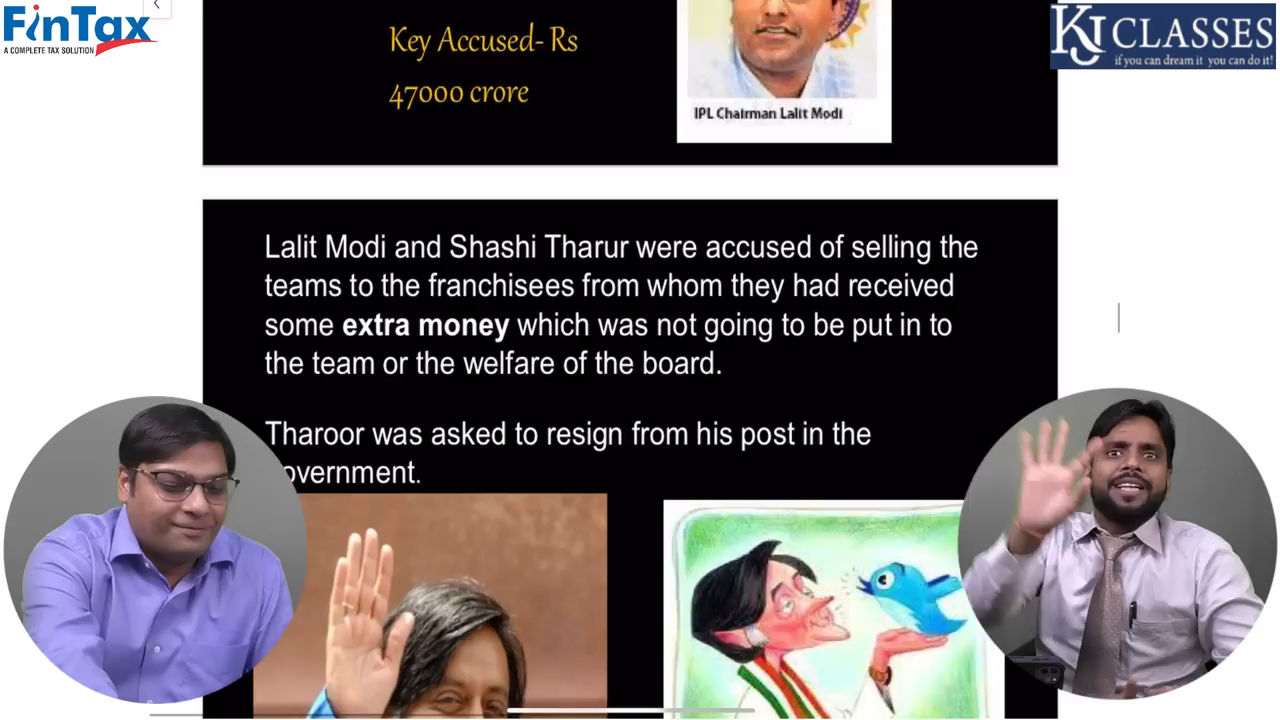 FinTax
A COMPLETE TAX SOLUTION
KJ CLASSES
if you can dream it you can do it!
Key Accused- Rs
47000 crore
IPL Chairman Lalit Modi
Lalit Modi and Shashi Tharur were accused of selling the
teams to the franchisees from whom they had received
some extra money which was not going to be put in to
the team or the welfare of the board.
Tharoor was asked to resign from his post in the
overnment.